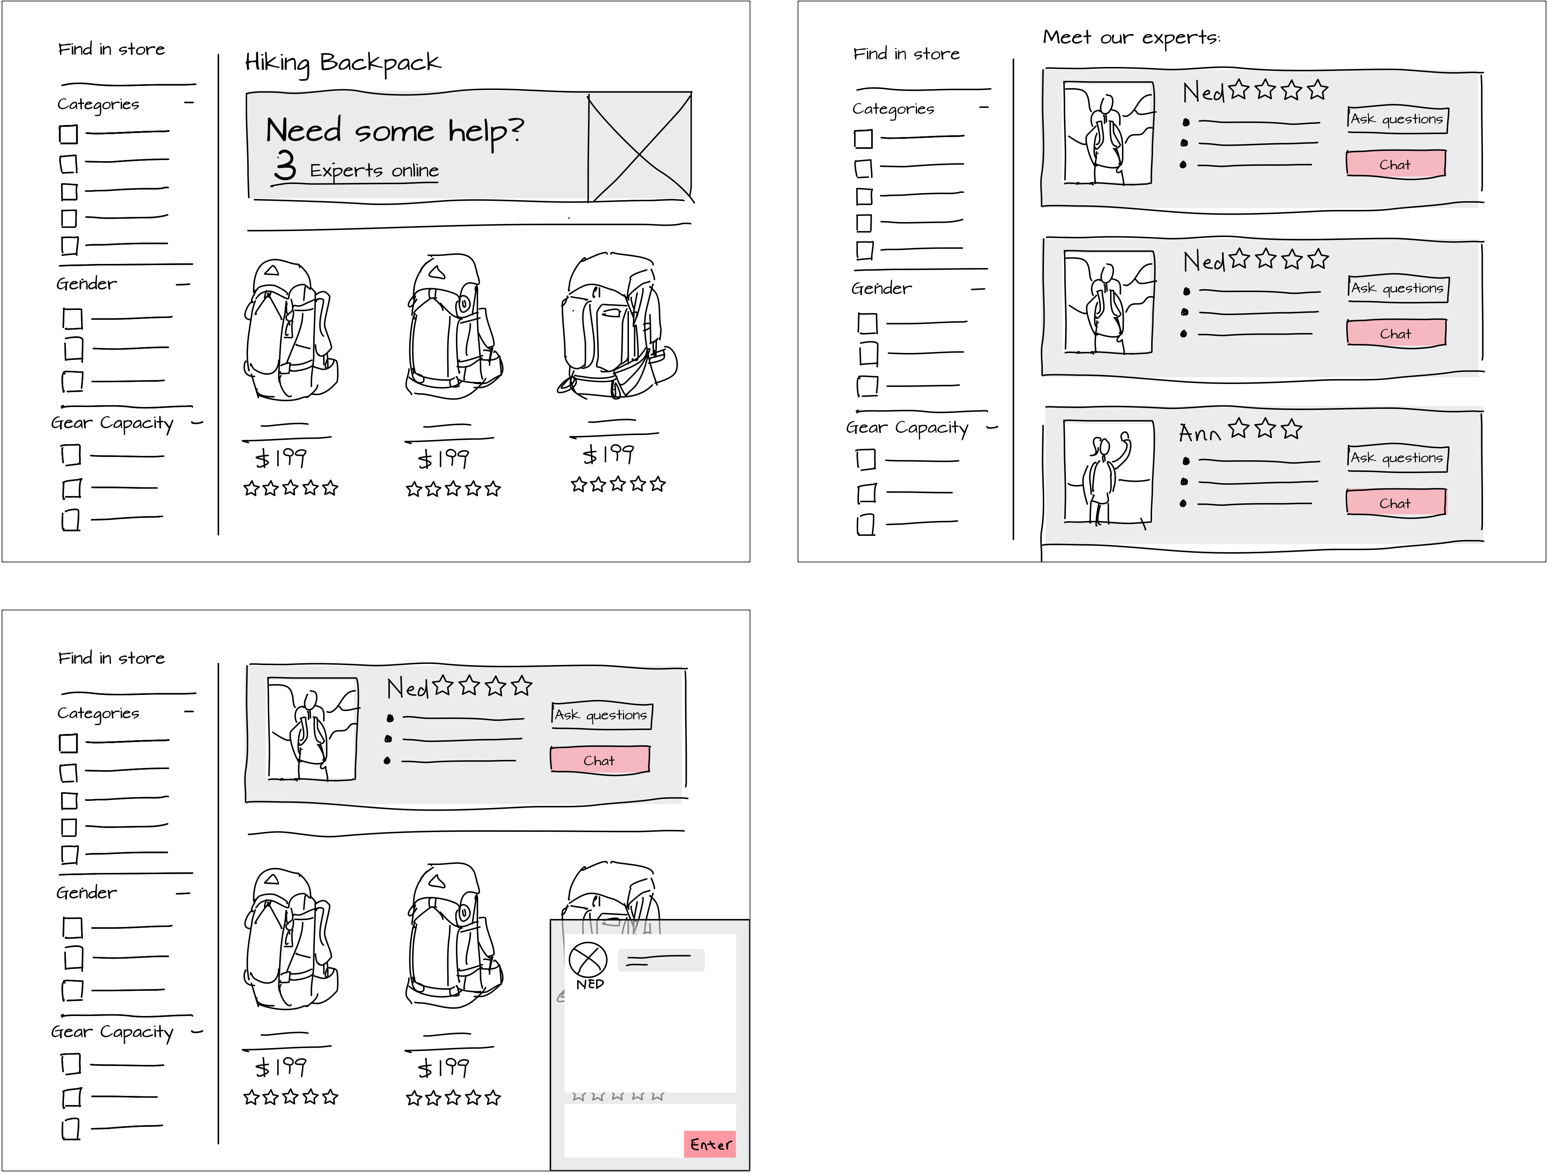 Find in store
Categories
Gender
Gear Capacity
Hiking Backpack
Need some help?
3 Experts online
$199
$199
$199
Find in store
Categories
Gender
Gear Capacity
Meet our experts:
Ned
Ask questions
Chat
Ned
Ask questions
Chat
Ann
Ask questions
Chat
Find in store
Categories
Gender
Gear Capacity
Ned
Ask questions
Chat
$199
$199
NED
Enter